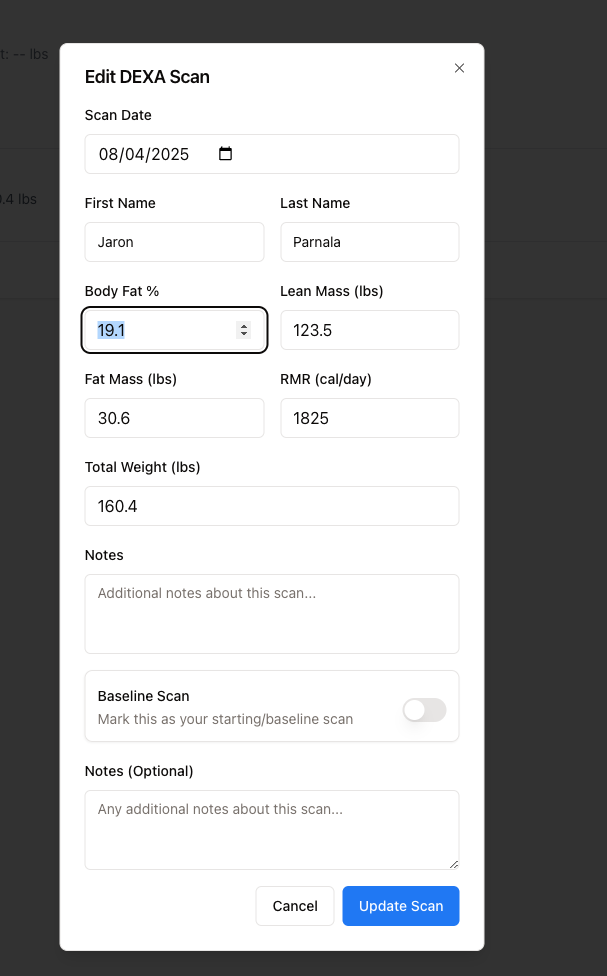 t: -- lbs
Edit DEXA Scan
Scan Date
08/04/2025
0.4 lbs
First Name Last Name
Jaron Parnala
Body Fat % Lean Mass (lbs)
19.1 123.5
Fat Mass (lbs) RMR (cal/day)
30.6 1825
Total Weight (lbs)
160.4
Notes
Additional notes about this scan...
Baseline Scan
Mark this as your starting/baseline scan
Notes (Optional)
Any additional notes about this scan...
Cancel Update Scan